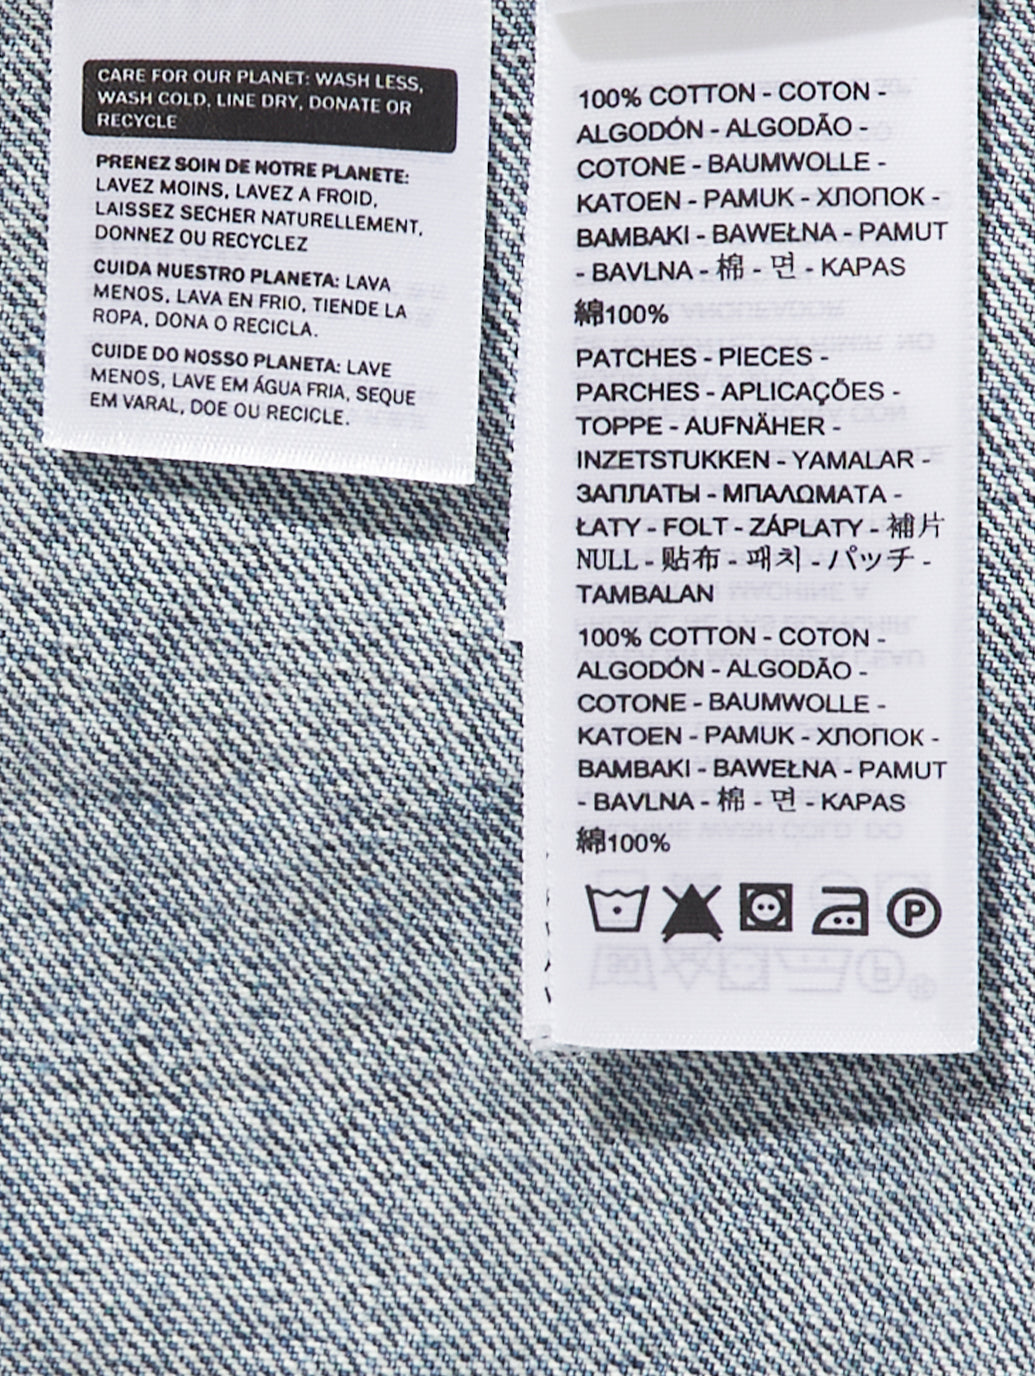 CARE FOR OUR PLANET: WASH LESS,
WASH COLD, LINE DRY, DONATE OR
RECYCLE
PRENEZ SOIN DE NOTRE PLANETE:
LAVEZ MOINS, LAVEZ A FROID,
LAISSEZ SECHER NATURELLEMENT,
DONNEZ OU RECYCLEZ
CUIDA NUESTRO PLANETA: LAVA
MENOS, LAVA EN FRIO, TIENDE LA
ROPA, DONA O RECICLA.
CUIDE DO NOSSO PLANETA: LAVE
MENOS, LAVE EM ÁGUA FRIA, SEQUE
EM VARAL, DOE OU RECICLE.
100% COTTON - COTON -
ALGODÓN - ALGODÃO -
COTONE - BAUMWOLLE -
KATOEN - PAMUK - ХЛОПОК -
BAMBAKI - BAWEŁNA - PAMUT
- BAVLNA - 棉 - 면 - KAPAS
綿100%
PATCHES - PIECES -
PARCHES - APLICAÇÕES -
TOPPE - AUFNÄHER -
INZETSTUKKEN - YAMALAR -
ЗАПЛАТЫ - ΜΠΑΛΩΜΑΤΑ -
ŁATY - FOLT - ZÁPLATY - 補片
NULL - 贴布 - 패치 - パッチ -
TAMBALAN
100% COTTON - COTON -
ALGODÓN - ALGODÃO -
COTONE - BAUMWOLLE -
KATOEN - PAMUK - ХЛОПОК -
BAMBAKI - BAWEŁNA - PAMUT
- BAVLNA - 棉 - 면 - KAPAS
綿100%
P